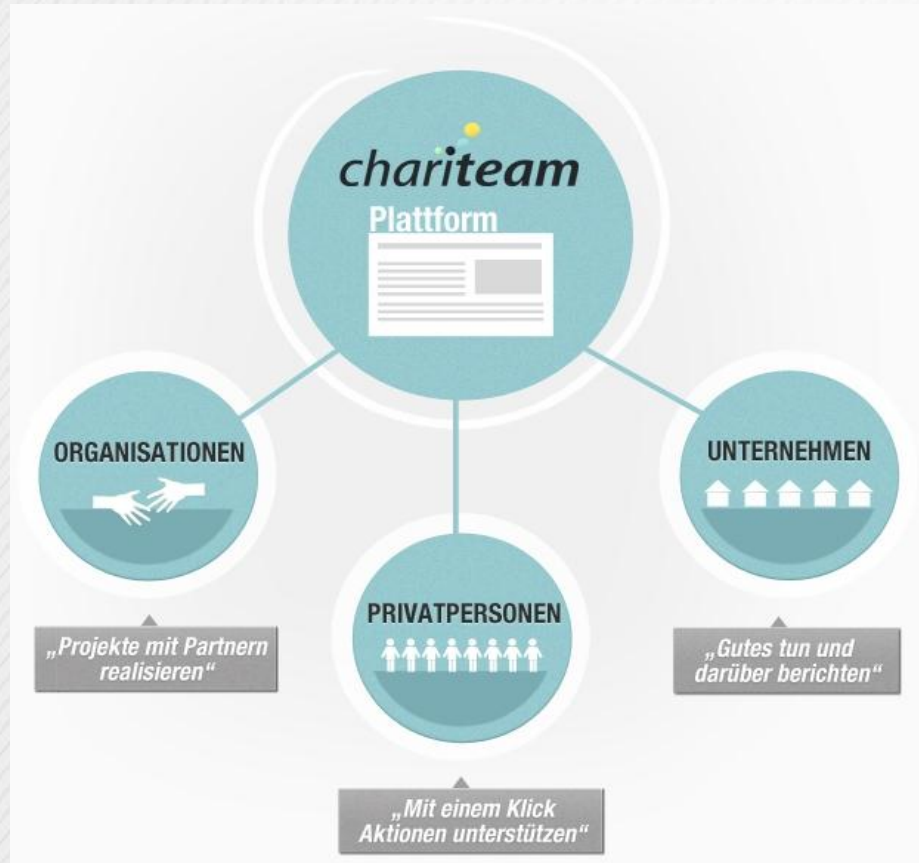 chariteam
Plattform
ORGANISATIONEN
„Projekte mit Partnern
realisieren“
PRIVATPERSONEN
„Mit einem Klick
Aktionen unterstützen“
UNTERNEHMEN
„Gutes tun und
darüber berichten“